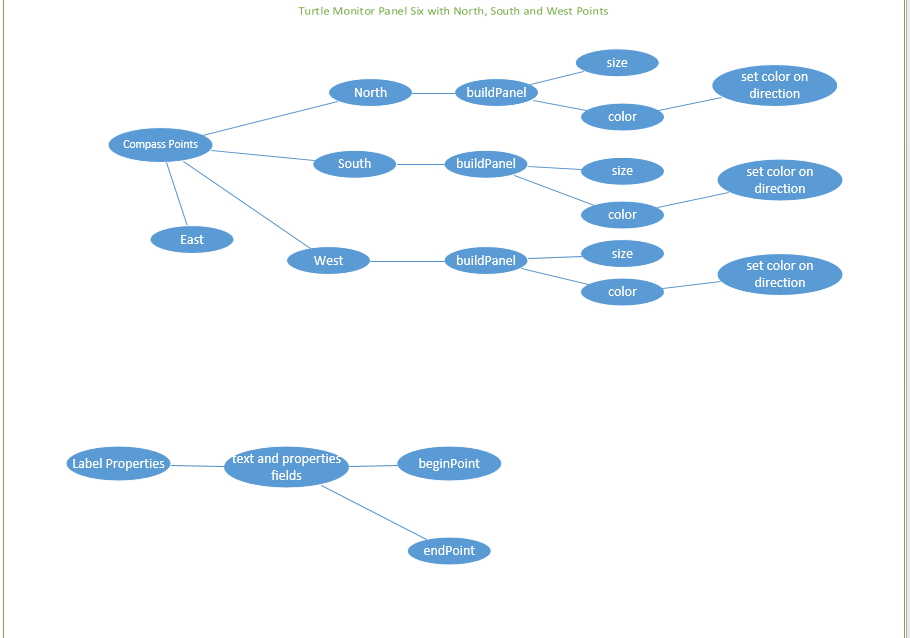 Turtle Monitor Panel Six with North, South and West Points
size
set color on
direction
North
buildPanel
color
Compass Points
South
buildPanel
size
set color on
direction
color
East
West
buildPanel
size
set color on
direction
color
Label Properties
text and properties
fields
beginPoint
endPoint